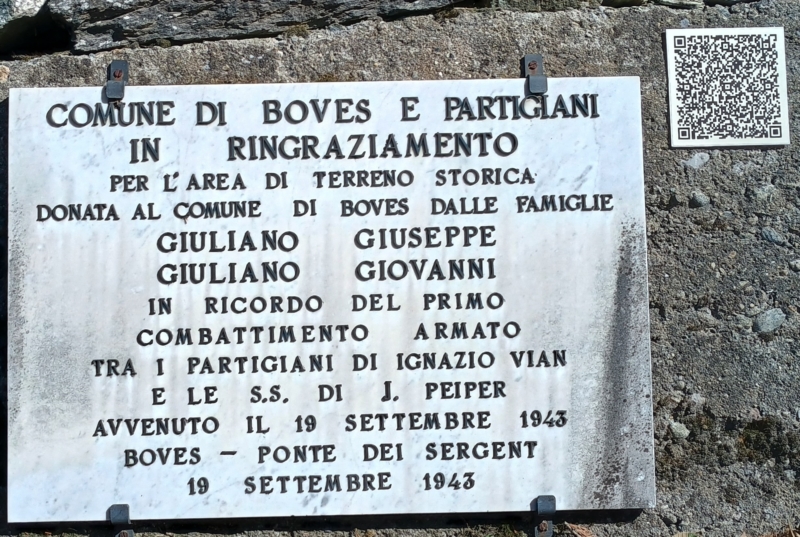 COMUNE DI BOVES E PARTIGIANI
IN RINGRAZIAMENTO
PER L'AREA DI TERRENO STORICA
DONATA AL COMUNE DI BOVES DALLE FAMIGLIE
GIULIANO GIUSEPPE
GIULIANO GIOVANNI
IN RICORDO DEL PRIMO
COMBATTIMENTO ARMATO
TRA I PARTIGIANI DI IGNAZIO VIAN
E LE S.S. DI J. PEIPER
AVVENUTO IL 19 SETTEMBRE 1943
BOVES - PONTE DEI SERGENT
19 SETTEMBRE 1943